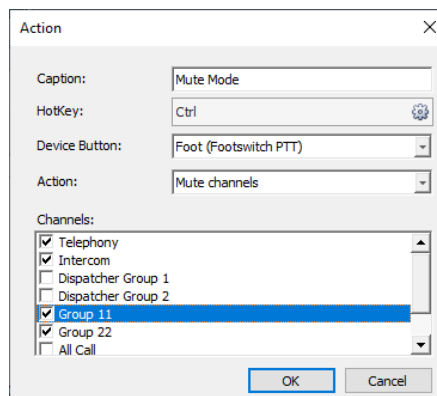 Action
Caption:
Mute Mode
HotKey:
Ctrl
Device Button:
Foot (Footswitch PTT)
Action:
Mute channels
Channels:
Telephony
Intercom
Dispatcher Group 1
Dispatcher Group 2
Group 11
Group 22
All Call
OK
Cancel